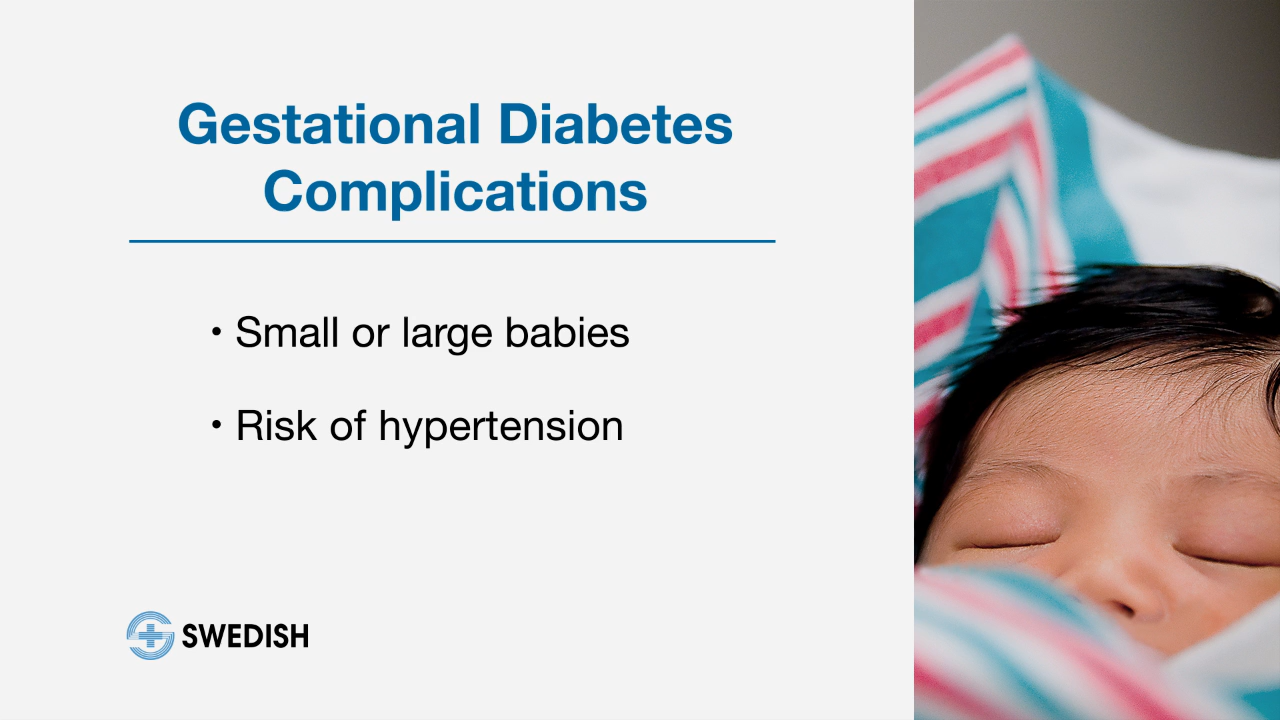 Gestational Diabetes
Complications
• Small or large babies
• Risk of hypertension
SWEDISH